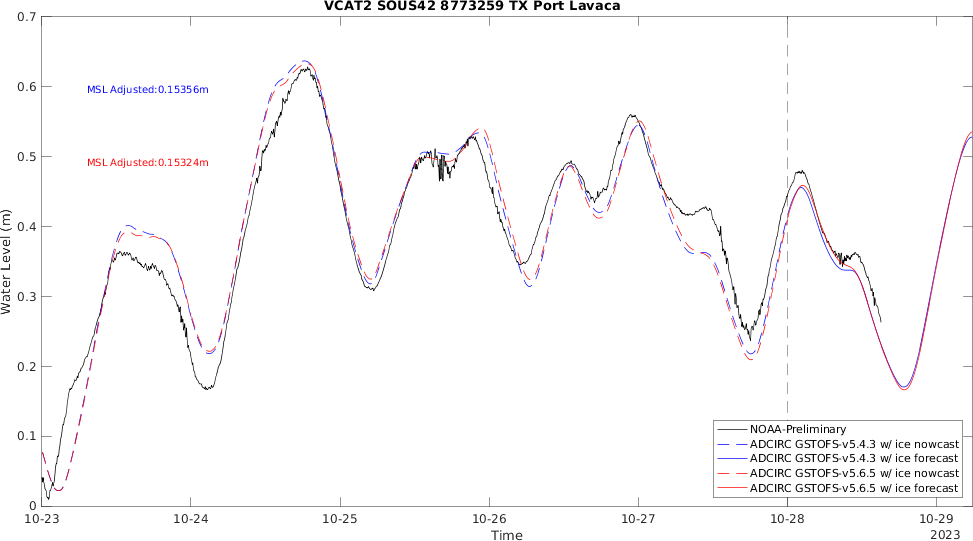 VCAT2 SOUS42 8773259 TX Port Lavaca
0.7
0.6
0.5
0.4
0.3
0.2
0.1
0
Water Level (m)
MSL Adjusted:0.15356m
MSL Adjusted:0.15324m
NOAA-Preliminary
ADCIRC GSTOFS-v5.4.3 w/ ice nowcast
ADCIRC GSTOFS-v5.4.3 w/ ice forecast
ADCIRC GSTOFS-v5.6.5 w/ ice nowcast
ADCIRC GSTOFS-v5.6.5 w/ ice forecast
10-23 10-24 10-25 10-26 10-27 10-28 10-29
Time
2023